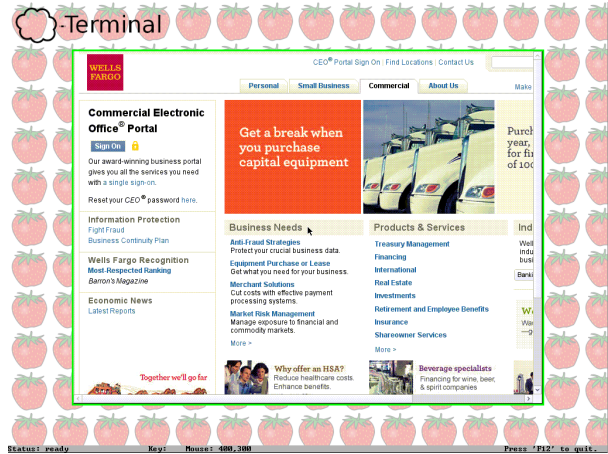 -Terminal
WELLS
FARGO
CEO® Portal Sign On | Find Locations | Contact Us
Personal Small Business Commercial About Us
Make
Commercial Electronic
Office® Portal
Sign On
Our award-winning business portal
gives you all the services you need
with a single sign-on.
Reset your CEO® password here.
Information Protection
Fight Fraud
Business Continuity Plan
Wells Fargo Recognition
Most-Respected Ranking
Barron's Magazine
Economic News
Latest Reports
Together we'll go far
Get a break when
you purchase
capital equipment
Purch
year,
for fi
of 100
Business Needs
Anti-Fraud Strategies
Protect your crucial business data.
Equipment Purchase or Lease
Get what you need for your business.
Merchant Solutions
Cut costs with effective payment
processing systems.
Market Risk Management
Manage exposure to financial and
commodity markets.
More >
Products & Services
Treasury Management
Financing
International
Real Estate
Investments
Retirement and Employee Benefits
Insurance
Shareowner Services
More >
Ind
Well
indu
busi
Banki
We
Wa
—g
Why offer an HSA?
Reduce healthcare costs.
Enhance benefits.
Beverage specialists
Financing for wine, beer,
& spirit companies
Status: ready Key: Mouse: 400,300 Press 'F12' to quit.